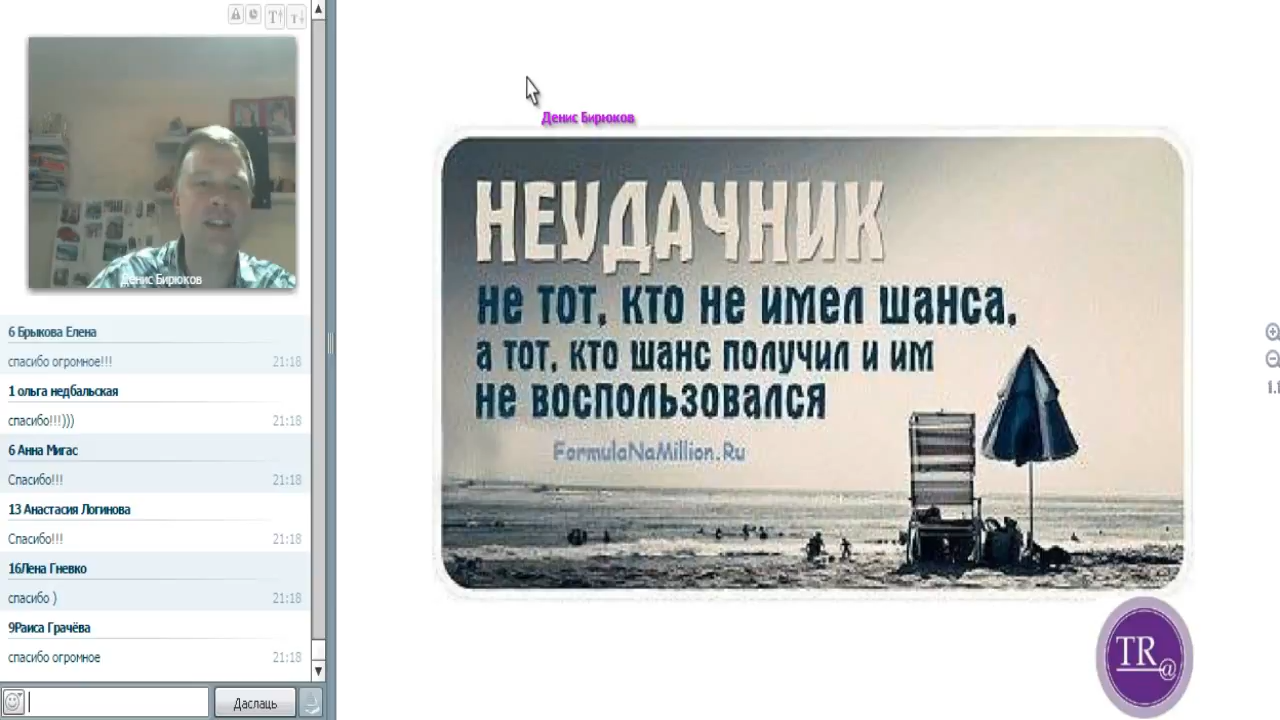 Денис Бирюков
6 Брыкова Елена
спасибо огромное!!!
21:18
1 ольга недбальская
спасибо!!!)))
21:18
6 Анна Мигас
Спасибо!!!
21:18
13 Анастасия Логинова
Спасибо!!!
21:18
16Лена Гневко
спасибо )
21:18
9Раиса Грачёва
спасибо огромное
21:18
Даслаць
Денис Бирюков
НЕУДАЧНИК
не тот, кто не имел шанса,
а тот, кто шанс получил и им
не воспользовался
FormulaNaMillion.Ru
TR@